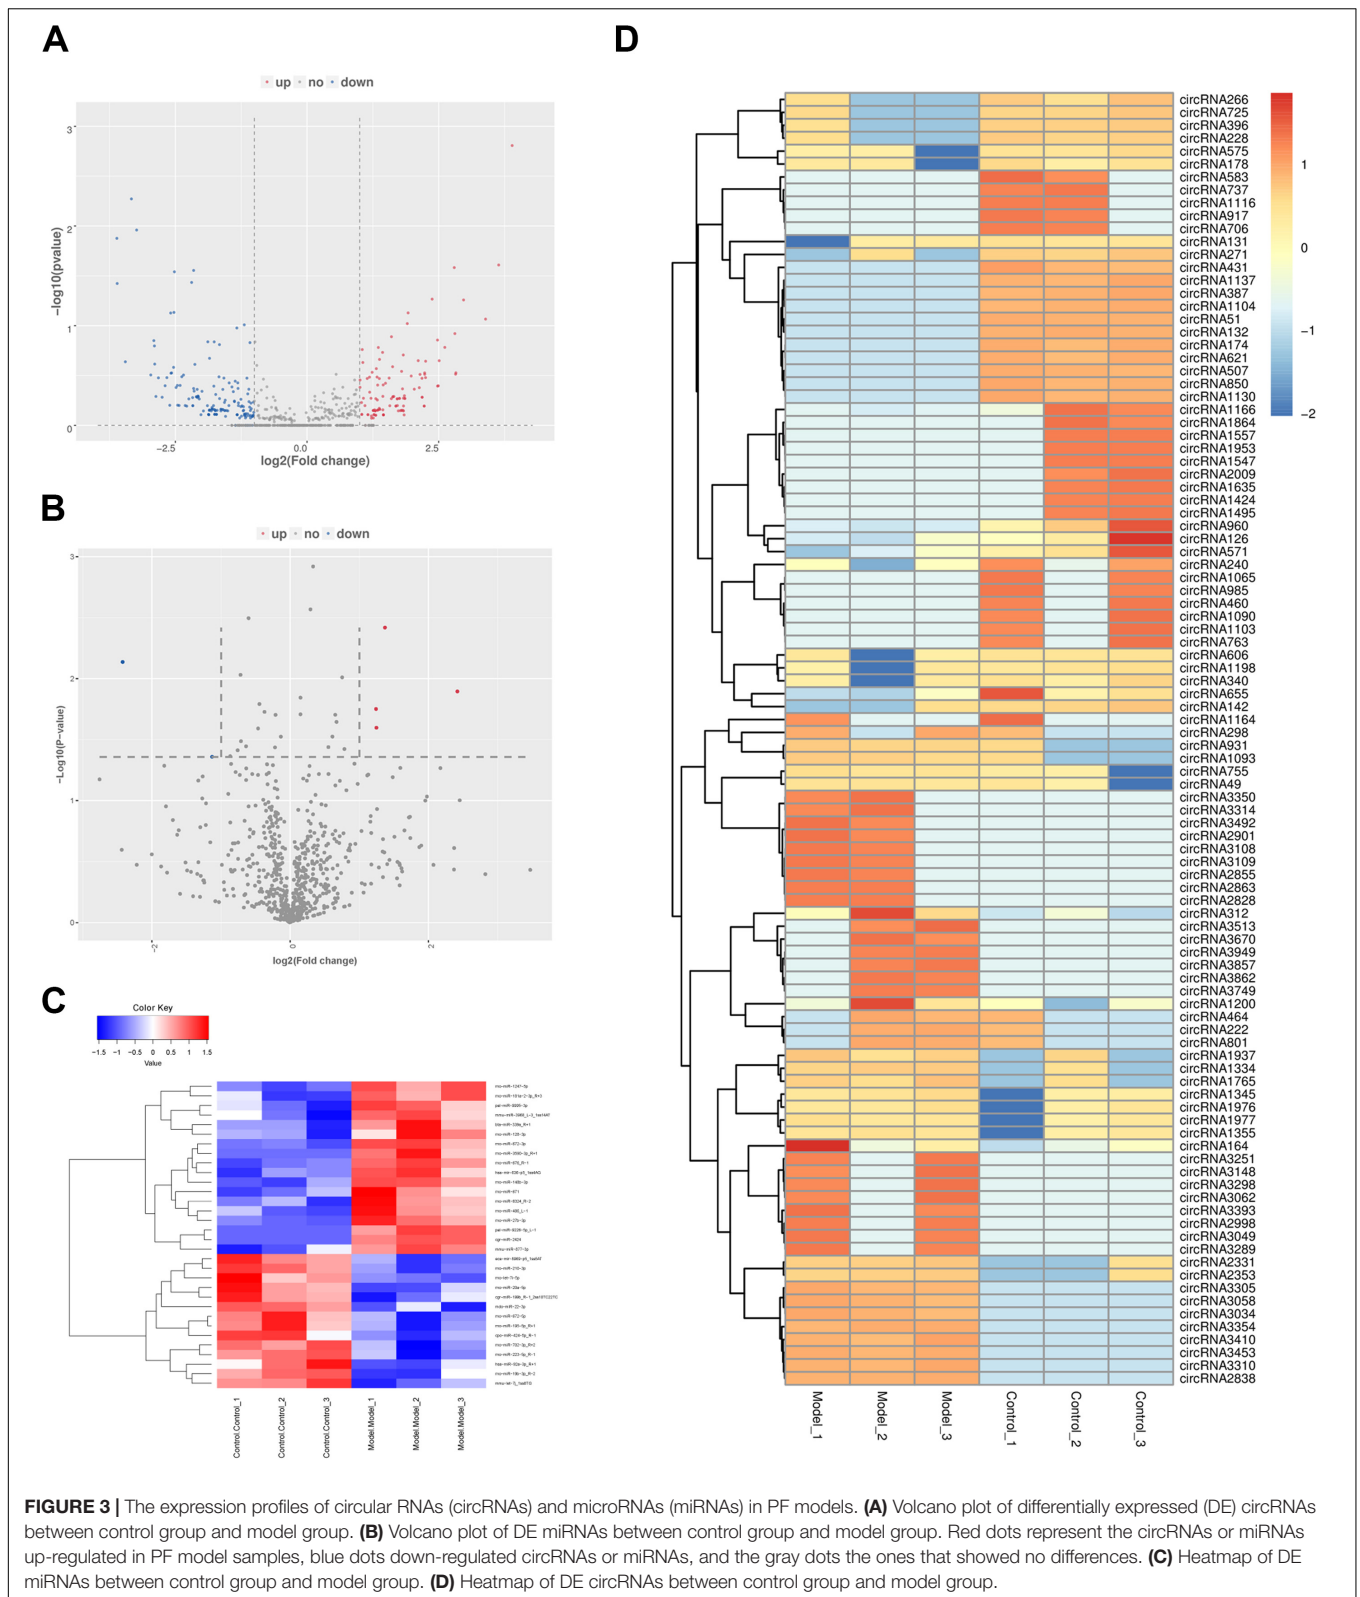 A
up no down
3
2
1
0
−log10(pvalue)
−2.5
0.0
2.5
log2(Fold change)
B
up no down
3
2
1
0
−Log10(P−value)
−2
0
2
log2(Fold change)
C
Color Key
−1.5 −1 −0.5 0 0.5 1 1.5
Value
Control.Control_1
Control.Control_2
Control.Control_3
Model.Model_1
Model.Model_2
Model.Model_3
D
circRNA266
circRNA725
circRNA396
circRNA228
circRNA575
circRNA178
circRNA583
circRNA737
circRNA1116
circRNA917
circRNA706
circRNA131
circRNA271
circRNA431
circRNA1137
circRNA387
circRNA1104
circRNA51
circRNA132
circRNA174
circRNA621
circRNA507
circRNA850
circRNA1130
circRNA1166
circRNA1864
circRNA1557
circRNA1953
circRNA1547
circRNA2009
circRNA1635
circRNA1424
circRNA1495
circRNA960
circRNA126
circRNA571
circRNA240
circRNA1065
circRNA985
circRNA460
circRNA1090
circRNA1103
circRNA763
circRNA606
circRNA1198
circRNA340
circRNA655
circRNA142
circRNA1164
circRNA298
circRNA931
circRNA1093
circRNA755
circRNA49
circRNA3350
circRNA3314
circRNA3492
circRNA2901
circRNA3108
circRNA3109
circRNA2855
circRNA2863
circRNA2828
circRNA312
circRNA3513
circRNA3670
circRNA3949
circRNA3857
circRNA3862
circRNA3749
circRNA1200
circRNA464
circRNA222
circRNA801
circRNA1937
circRNA1334
circRNA1765
circRNA1345
circRNA1976
circRNA1977
circRNA1355
circRNA164
circRNA3251
circRNA3148
circRNA3298
circRNA3062
circRNA3393
circRNA2998
circRNA3049
circRNA3289
circRNA2331
circRNA2353
circRNA3305
circRNA3058
circRNA3034
circRNA3354
circRNA3410
circRNA3453
circRNA3310
circRNA2838
Model_1
Model_2
Model_3
Control_1
Control_2
Control_3
1
0
−1
−2
FIGURE 3 | The expression profiles of circular RNAs (circRNAs) and microRNAs (miRNAs) in PF models. (A) Volcano plot of differentially expressed (DE) circRNAs
between control group and model group. (B) Volcano plot of DE miRNAs between control group and model group. Red dots represent the circRNAs or miRNAs
up-regulated in PF model samples, blue dots down-regulated circRNAs or miRNAs, and the gray dots the ones that showed no differences. (C) Heatmap of DE
miRNAs between control group and model group. (D) Heatmap of DE circRNAs between control group and model group.